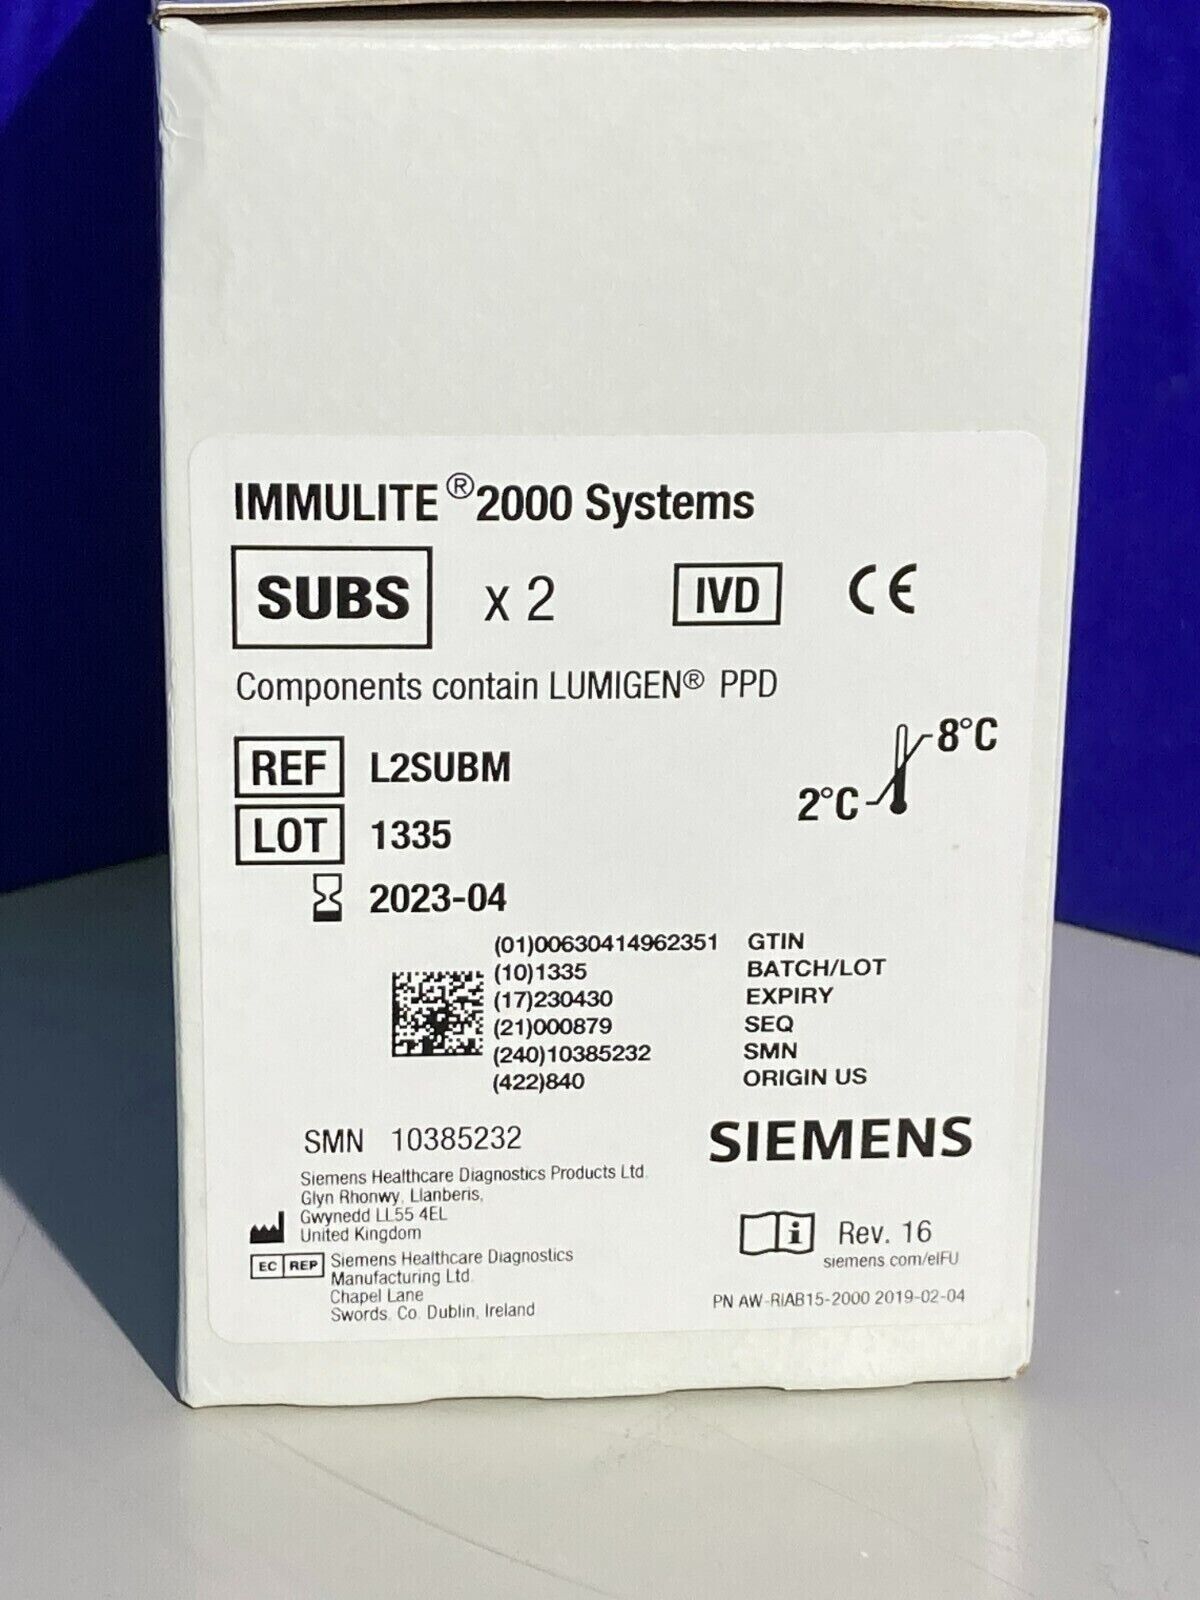 IMMULITE® 2000 Systems
SUBS x 2 IVD CE
Components contain LUMIGEN® PPD
REF L2SUBM
8°C
2°C
LOT 1335
2023-04
(01)00630414962351 GTIN
(10)1335 BATCH/LOT
(17)230430 EXPIRY
(21)000879 SEQ
(240)10385232 SMN
(422)840 ORIGIN US
SMN 10385232
SIEMENS
Siemens Healthcare Diagnostics Products Ltd.
Glyn Rhonwy, Llanberis,
Gwynedd LL55 4EL
United Kingdom
EC REP Siemens Healthcare Diagnostics
Manufacturing Ltd.
Chapel Lane
Swords, Co. Dublin, Ireland
i Rev. 16
siemens.com/eIFU
PN AW-RIAB15-2000 2019-02-04